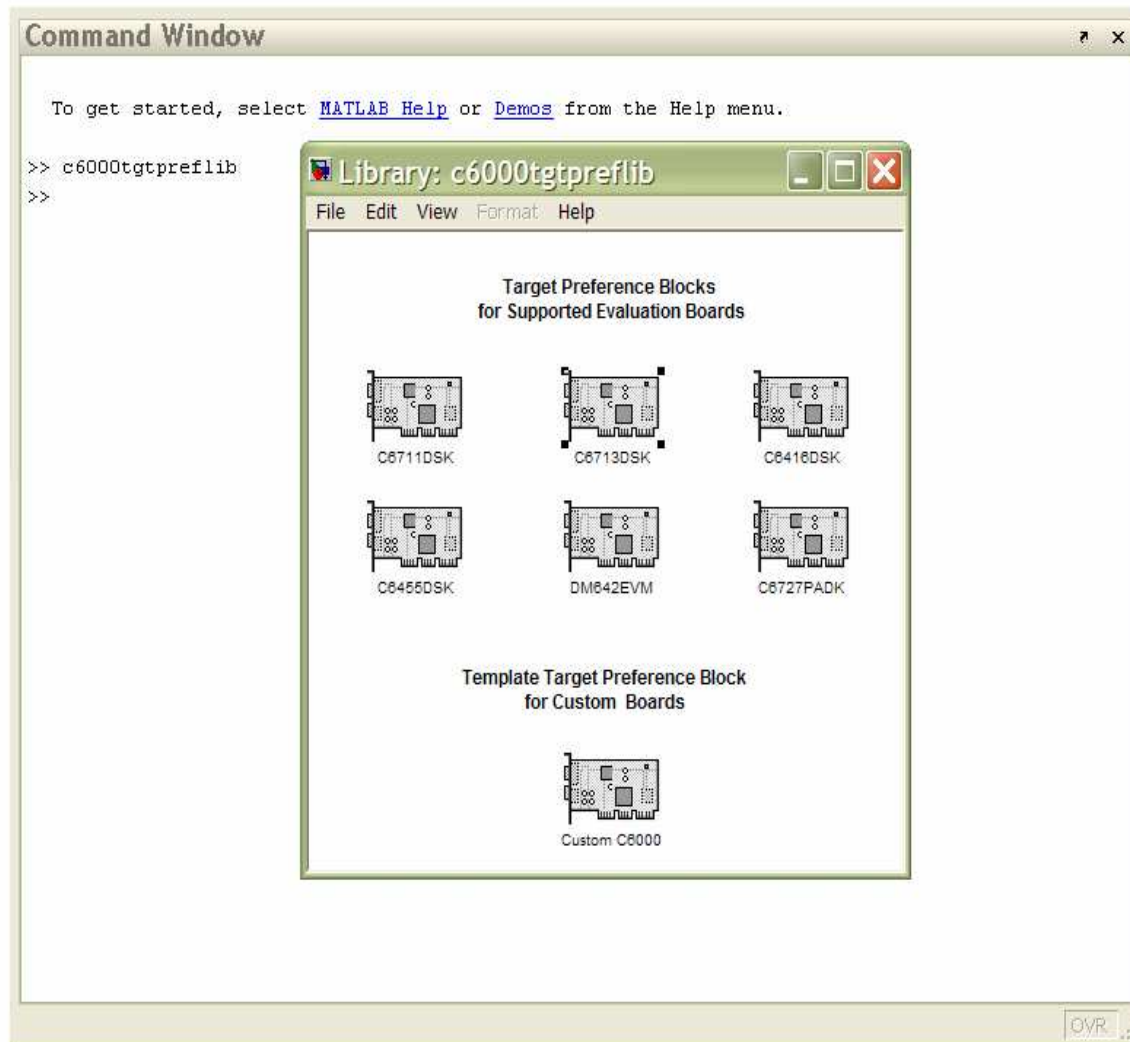 Command Window
To get started, select MATLAB Help or Demos from the Help menu.
>> c6000tgtpreflib
>>
Library: c6000tgtpreflib
File Edit View Format Help
Target Preference Blocks
for Supported Evaluation Boards
C6711DSK C6713DSK C6416DSK
C6455DSK DM642EVM C6727PADK
Template Target Preference Block
for Custom Boards
Custom C6000
OVR